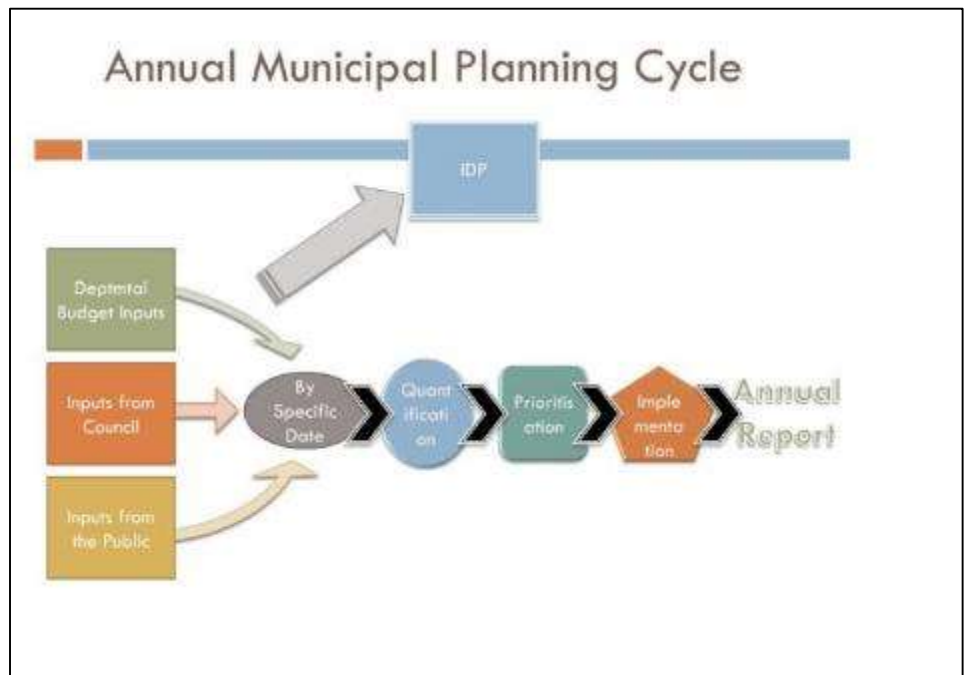 Annual Municipal Planning Cycle
IDP
Deptmtal
Budget Inputs
Inputs from
Council
Inputs from
the Public
By
Specific
Date
Quant
ificati
on
Prioritis
ation
Imple
menta
tion
Annual
Report